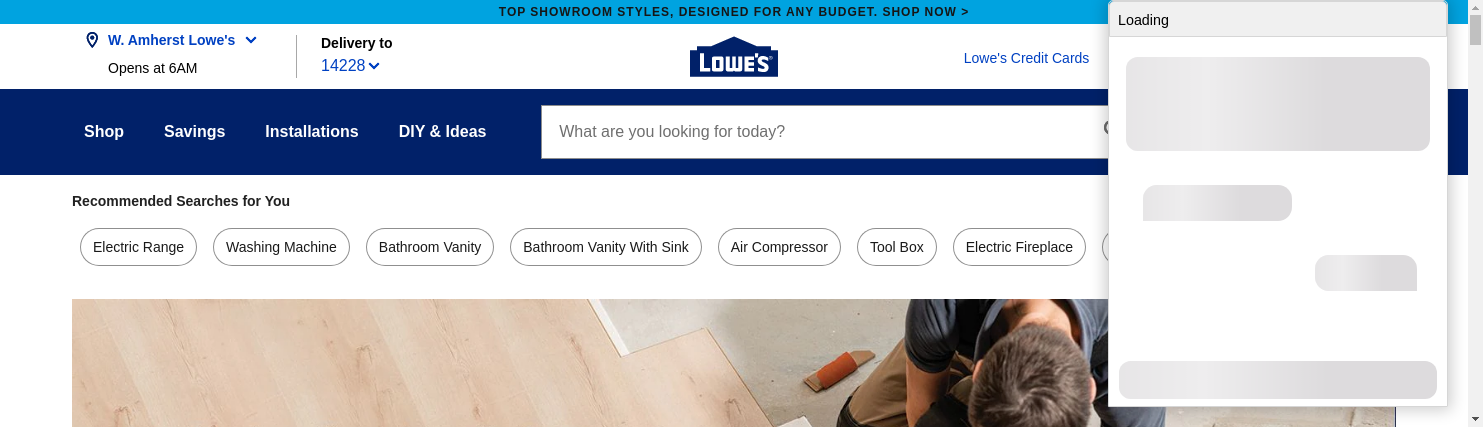 TOP SHOWROOM STYLES, DESIGNED FOR ANY BUDGET. SHOP NOW >
W. Amherst Lowe's
Opens at 6AM
Delivery to
14228
LOWE'S
Lowe's Credit Cards
Loading
Shop
Savings
Installations
DIY & Ideas
What are you looking for today?
Recommended Searches for You
Electric Range
Washing Machine
Bathroom Vanity
Bathroom Vanity With Sink
Air Compressor
Tool Box
Electric Fireplace